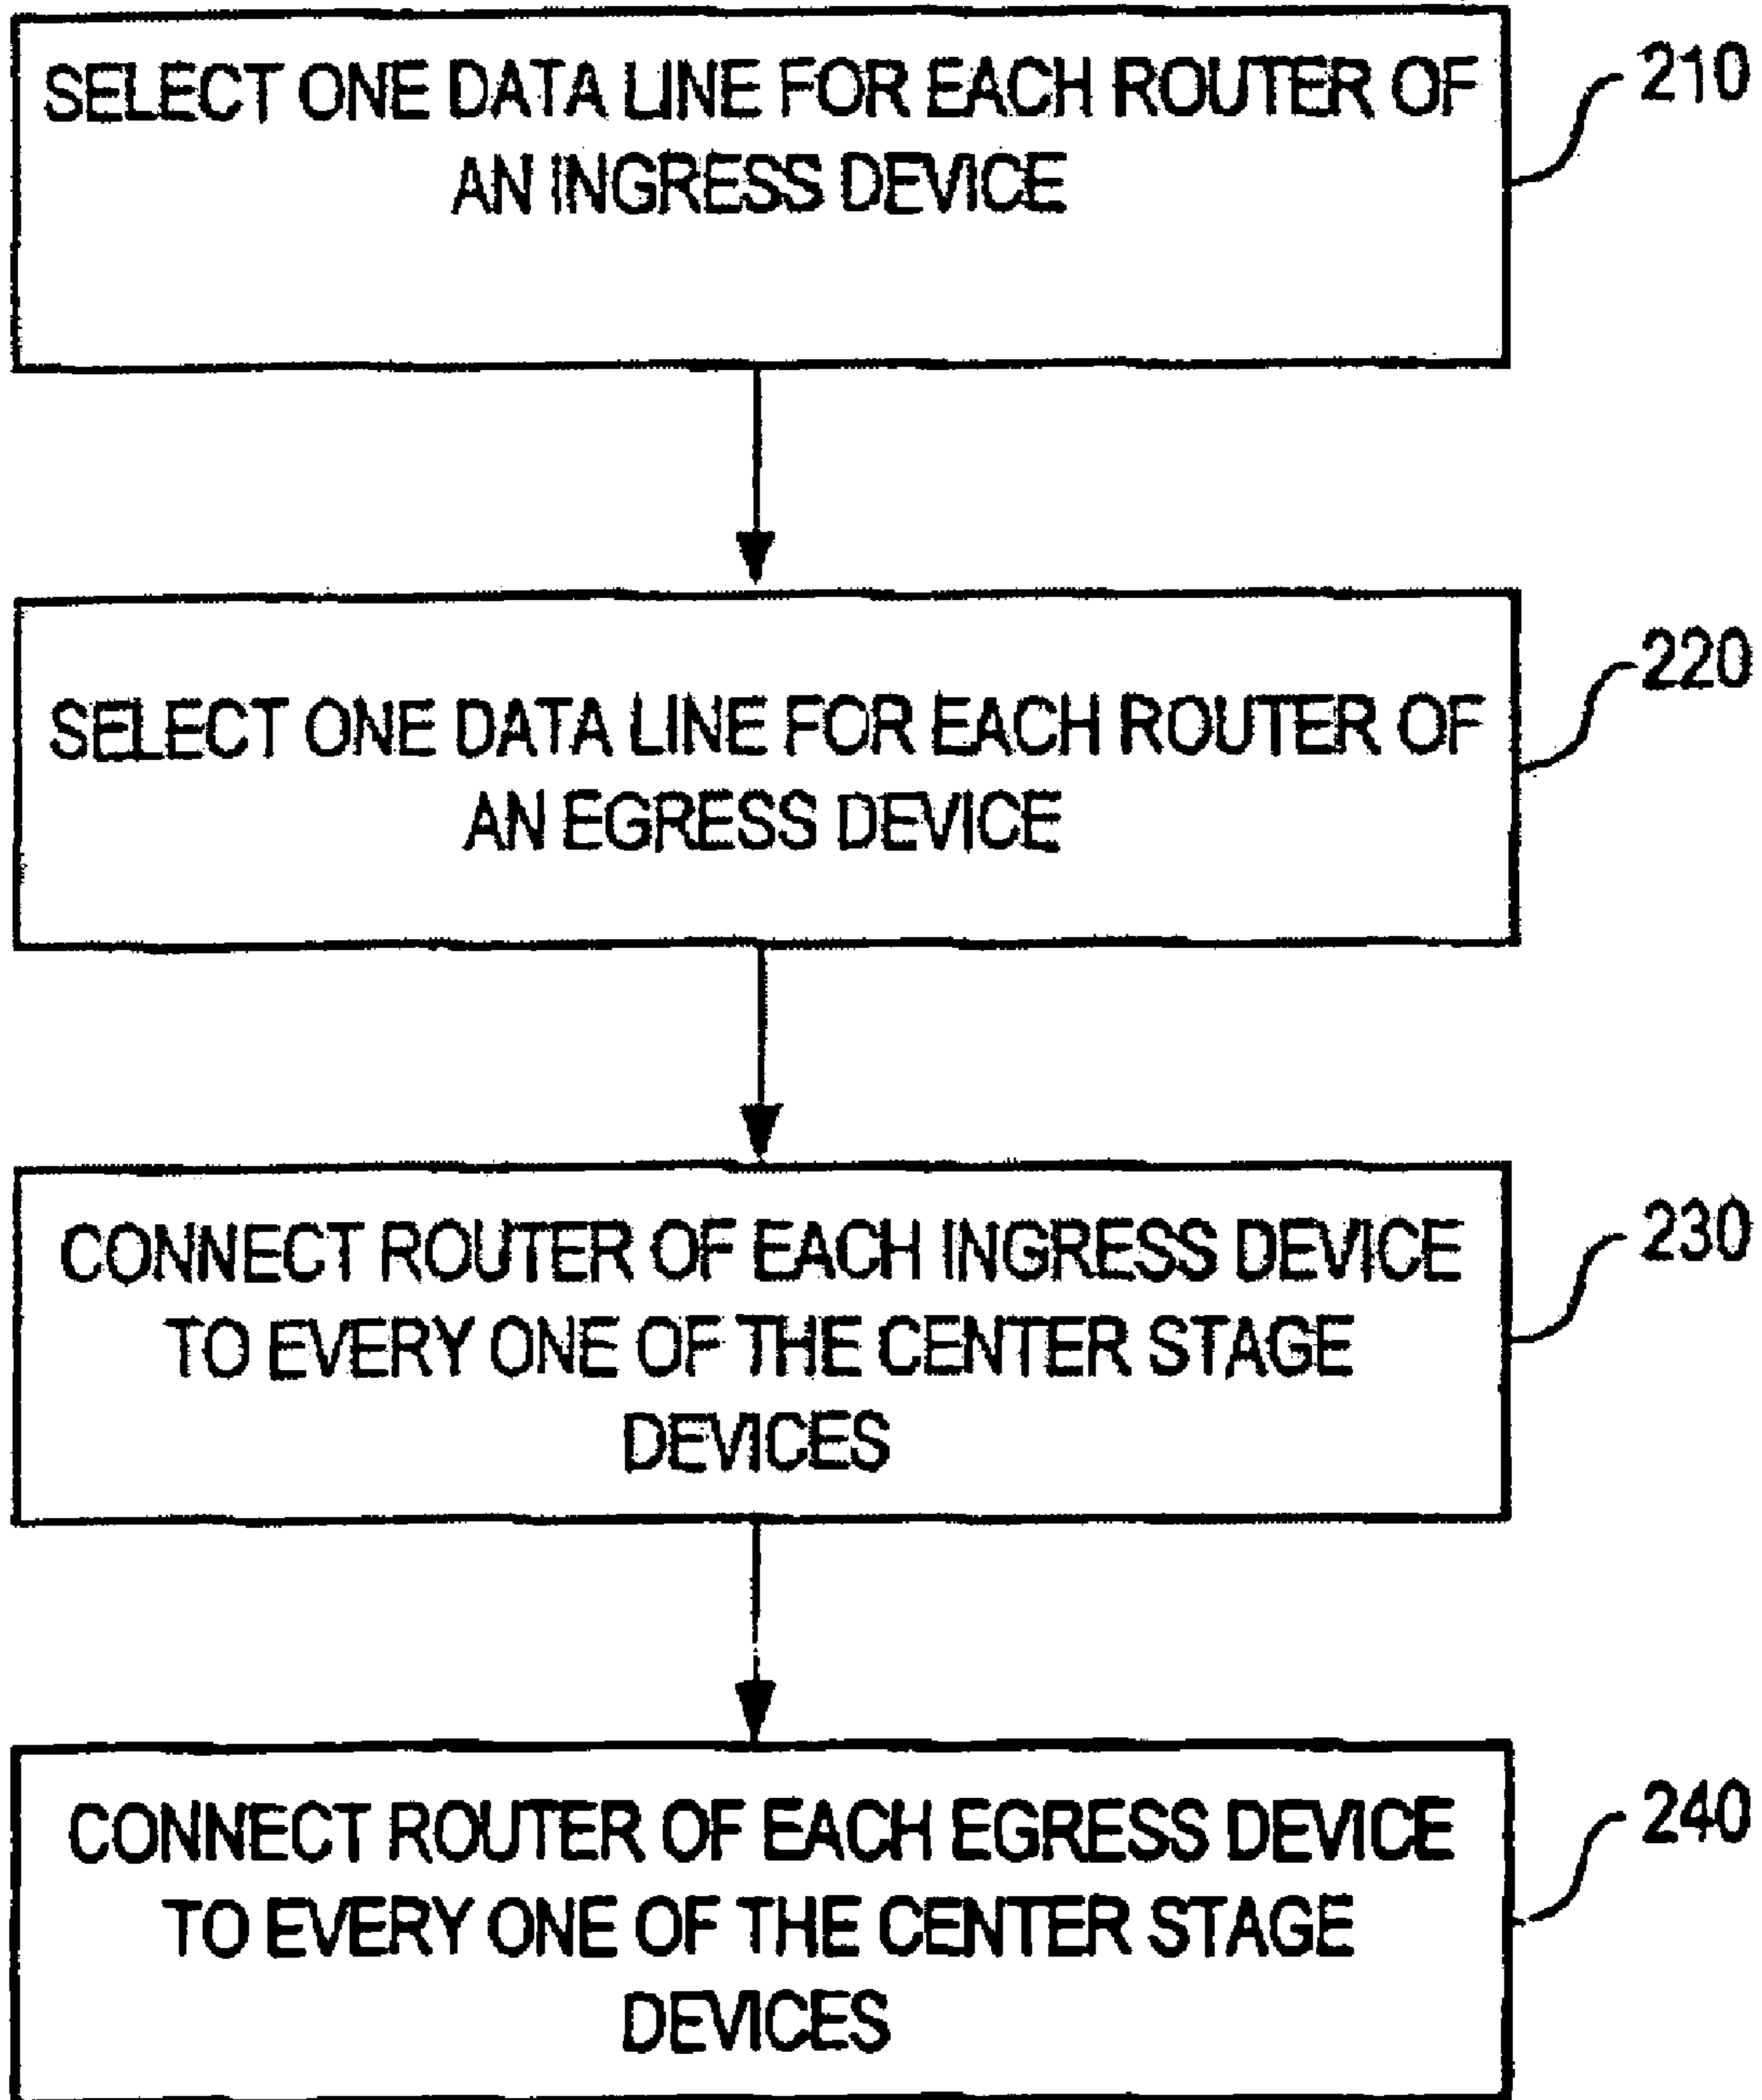 SELECT ONE DATA LINE FOR EACH ROUTER OF
AN INGRESS DEVICE
210
SELECT ONE DATA LINE FOR EACH ROUTER OF
AN EGRESS DEVICE
220
CONNECT ROUTER OF EACH INGRESS DEVICE
TO EVERY ONE OF THE CENTER STAGE
DEVICES
230
CONNECT ROUTER OF EACH EGRESS DEVICE
TO EVERY ONE OF THE CENTER STAGE
DEVICES
240